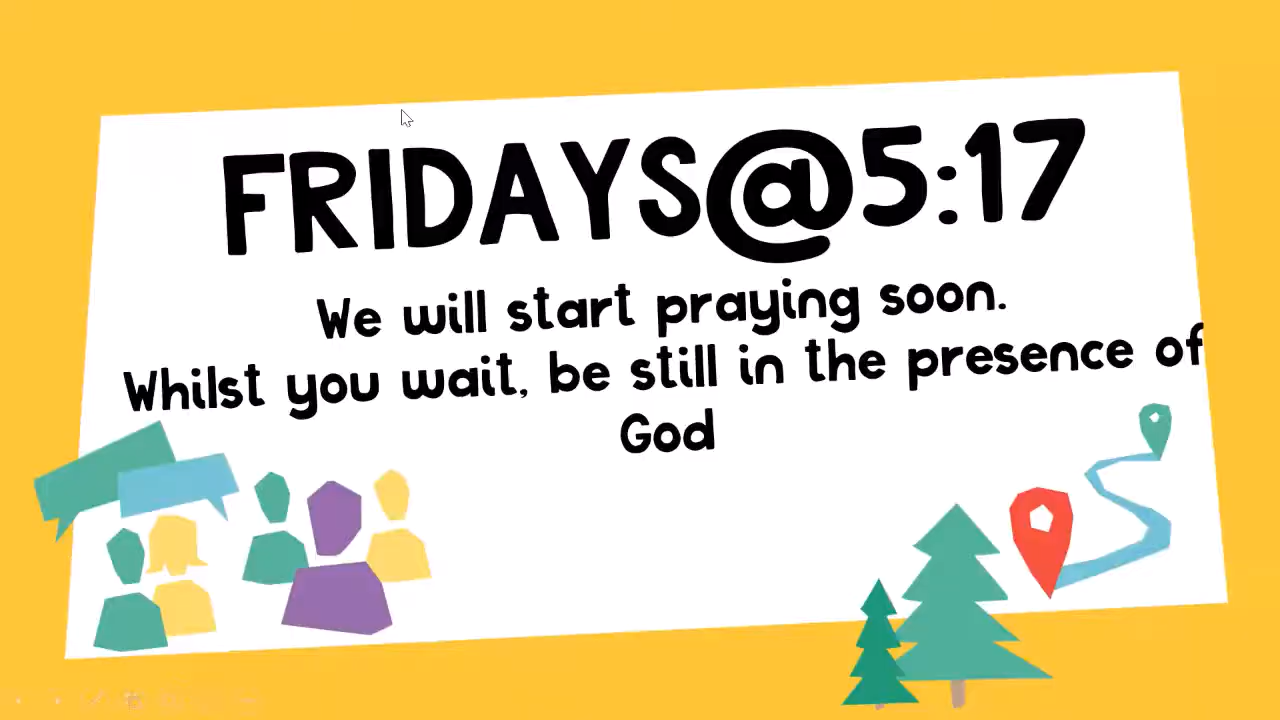 FRIDAYS@5:17
We will start praying soon.
Whilst you wait, be still in the presence of
God